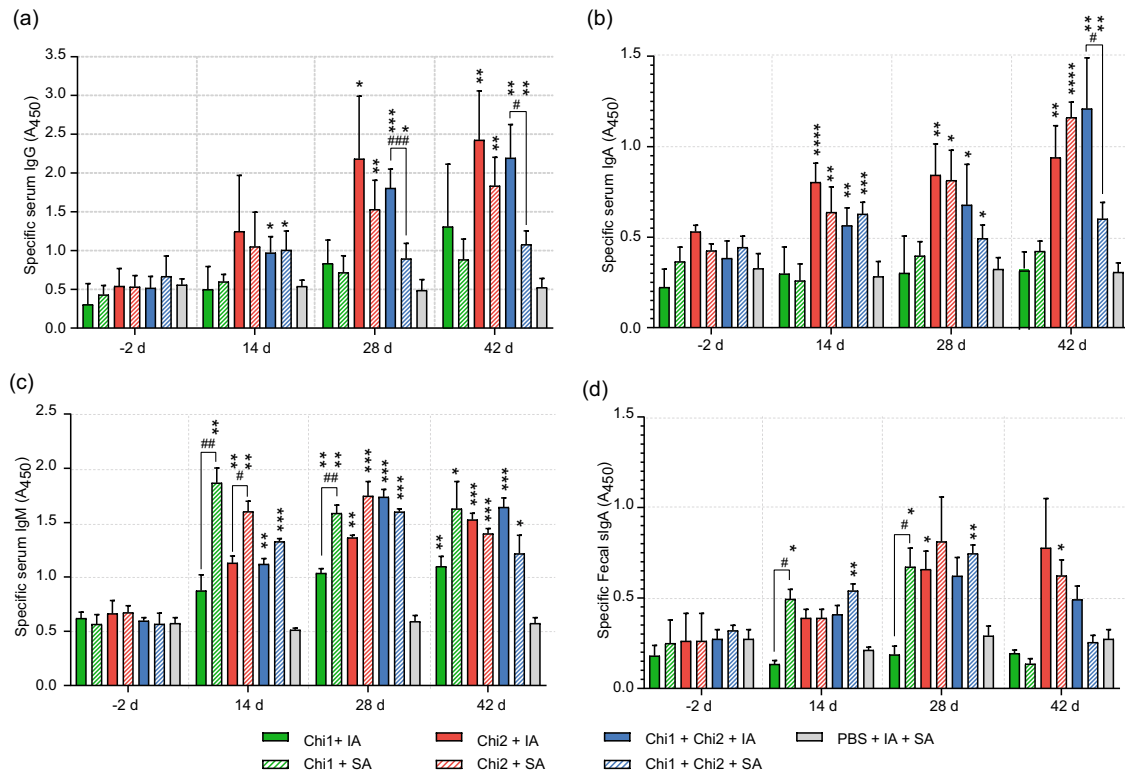 (a)
Specific serum IgG (A450)
3.5
3.0
2.5
2.0
1.5
1.0
0.5
0.0
* ** *** * ** ** **
### #
** **
* *
-2 d 14 d 28 d 42 d
(b)
Specific serum IgA (A450)
1.5
1.0
0.5
0.0
** **
#
**** ** ** *** ** * * * ** ****
-2 d 14 d 28 d 42 d
(c)
Specific serum IgM (A450)
2.5
2.0
1.5
1.0
0.5
0.0
## ** ** # ** ** *** ** ** ## ** *** *** *** ** * *** *** *** *
-2 d 14 d 28 d 42 d
(d)
Specific Fecal sIgA (A450)
1.5
1.0
0.5
0.0
# * ** # * * ** *
-2 d 14 d 28 d 42 d
Chi1+ IA
Chi2 + IA
Chi1 + Chi2 + IA
PBS + IA + SA
Chi1 + SA
Chi2 + SA
Chi1 + Chi2 + SA